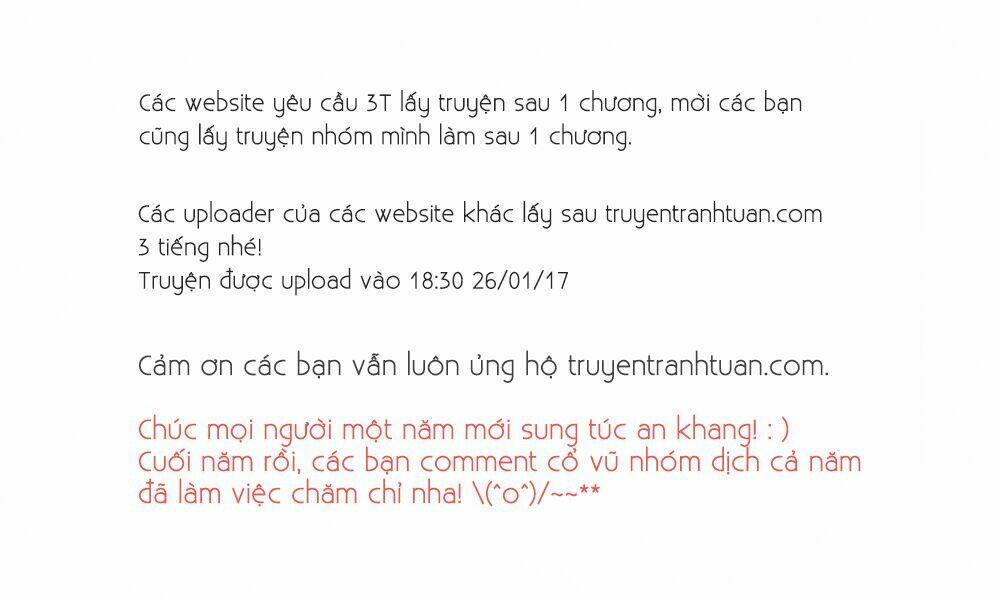 Các website yêu cầu 3T lấy truyện sau 1 chương, mời các bạn
cũng lấy truyện nhóm mình làm sau 1 chương.
Các uploader của các website khác lấy sau truyentranhtuan.com
3 tiếng nhé!
Truyện được upload vào 18:30 26/01/17
Cảm ơn các bạn vẫn luôn ủng hộ truyentranhtuan.com.
Chúc mọi người một năm mới sung túc an khang! : )
Cuối năm rồi, các bạn comment cổ vũ nhóm dịch cả năm
đã làm việc chăm chỉ nha! \(^o^)/~~**